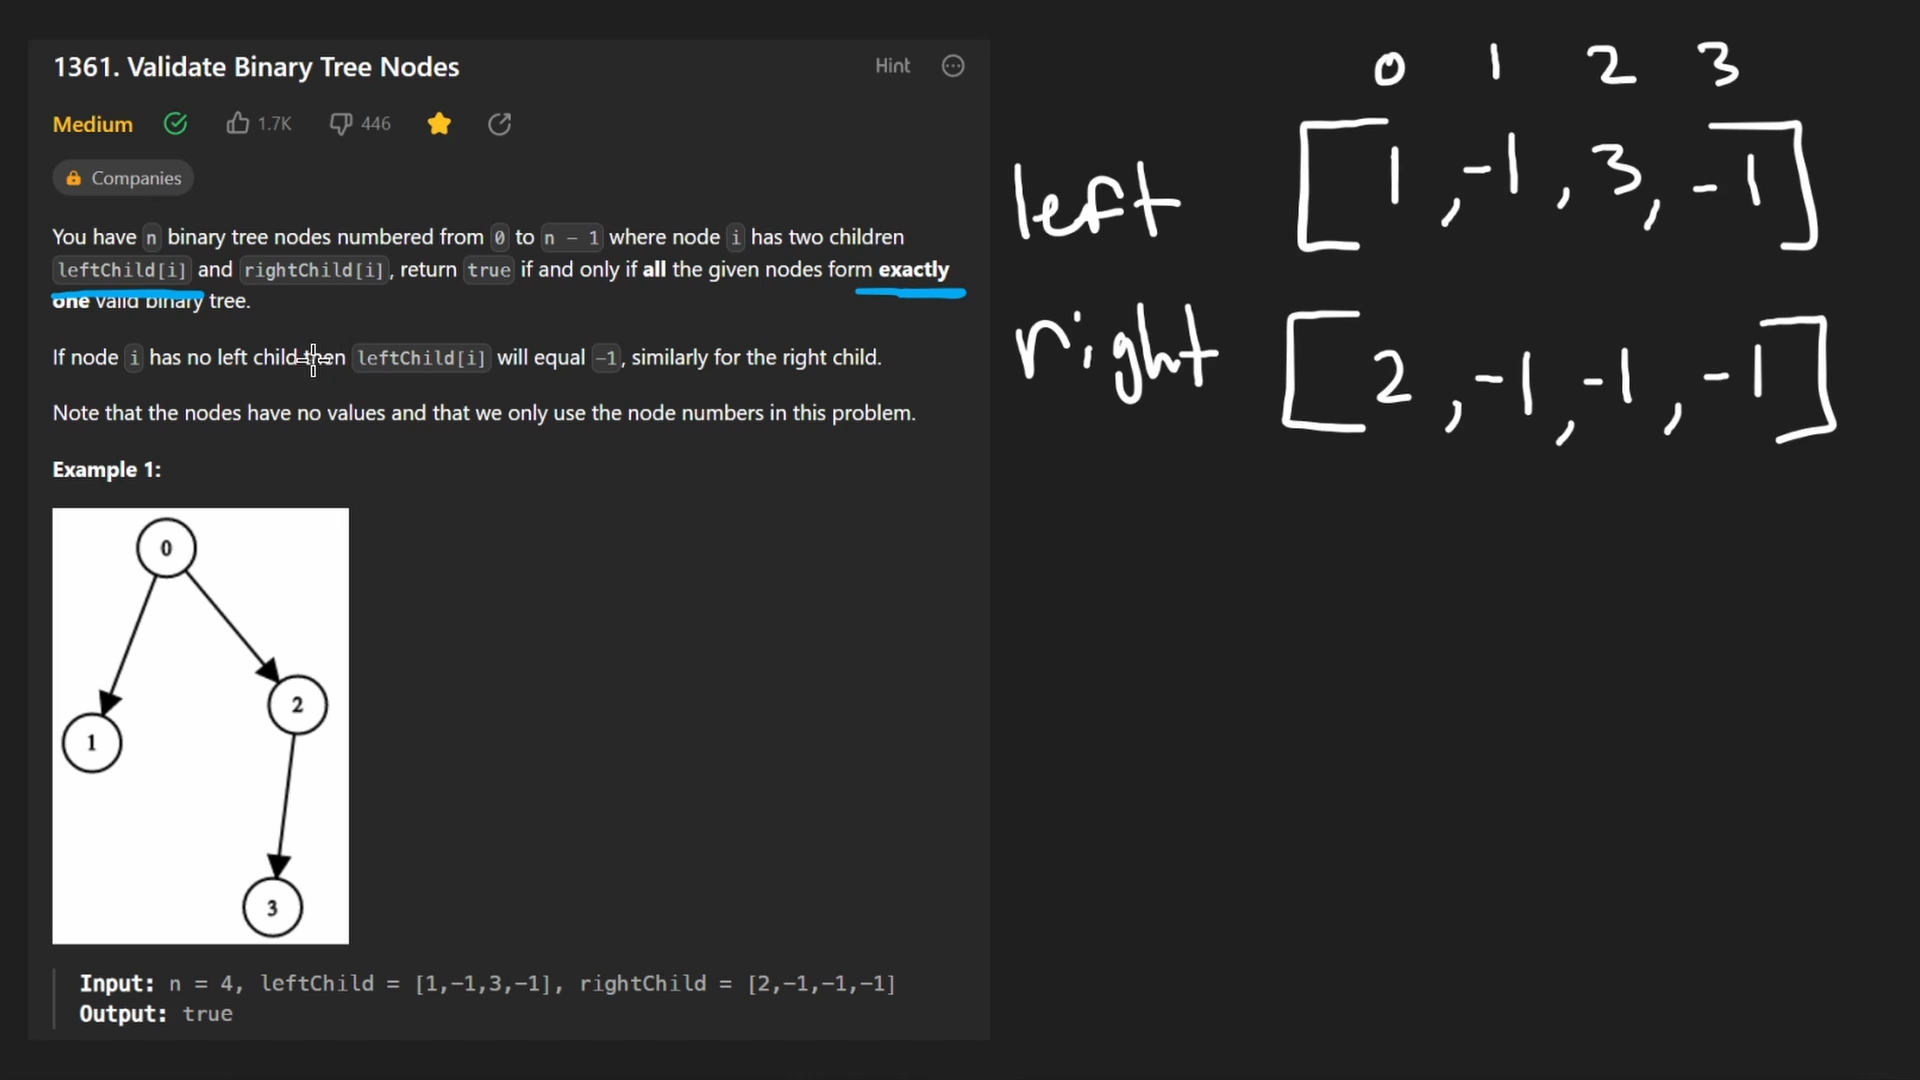 1361. Validate Binary Tree Nodes
Hint
Medium
1.7K
446
Companies
You have n binary tree nodes numbered from 0 to n − 1 where node i has two children
leftChild[i] and rightChild[i], return true if and only if all the given nodes form exactly
one valid binary tree.
If node i has no left child then leftChild[i] will equal −1, similarly for the right child.
Note that the nodes have no values and that we only use the node numbers in this problem.
Example 1:
0
1
2
3
Input: n = 4, leftChild = [1,−1,3,−1], rightChild = [2,−1,−1,−1]
Output: true
0 1 2 3
left [1, -1, 3, -1]
right [2, -1, -1, -1]